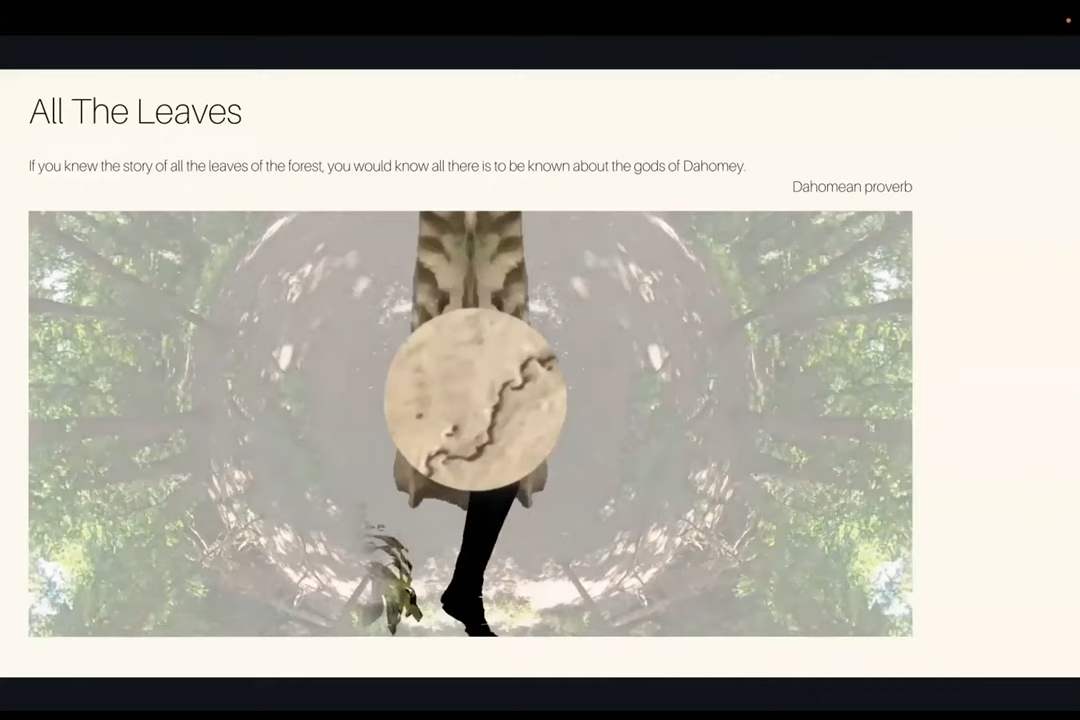 All The Leaves
If you knew the story of all the leaves of the forest, you would know all there is to be known about the gods of Dahomey.
Dahomean proverb